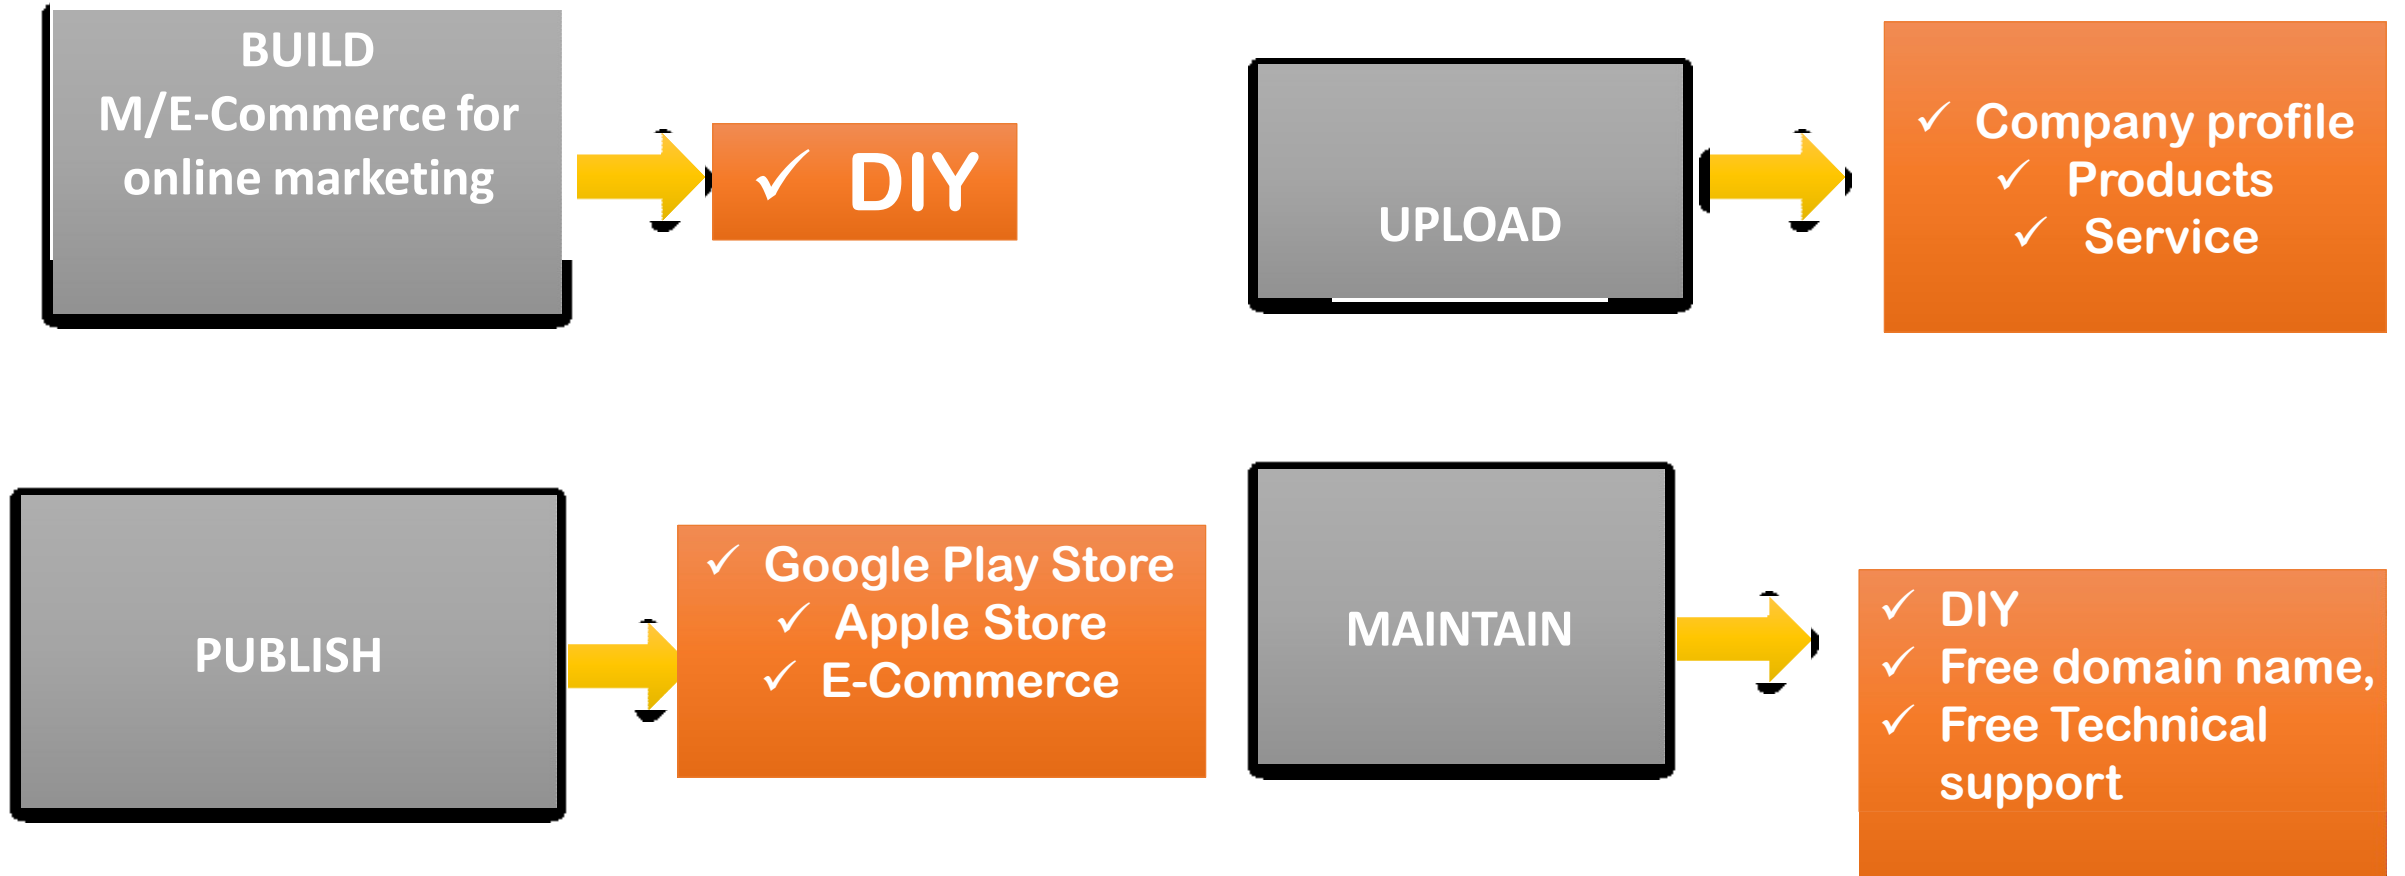 BUILD
M/E-Commerce for
online marketing
✓ DIY
UPLOAD
✓ Company profile
✓ Products
✓ Service
PUBLISH
✓ Google Play Store
✓ Apple Store
✓ E-Commerce
MAINTAIN
✓ DIY
✓ Free domain name,
✓ Free Technical
support